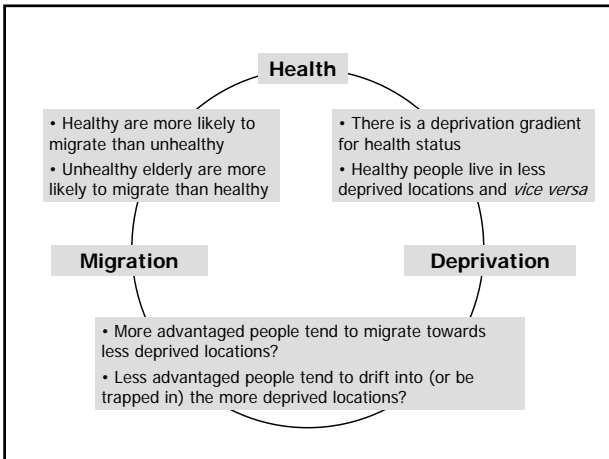 Health
• Healthy are more likely to
migrate than unhealthy
• Unhealthy elderly are more
likely to migrate than healthy
• There is a deprivation gradient
for health status
• Healthy people live in less
deprived locations and vice versa
Migration
Deprivation
• More advantaged people tend to migrate towards
less deprived locations?
• Less advantaged people tend to drift into (or be
trapped in) the more deprived locations?